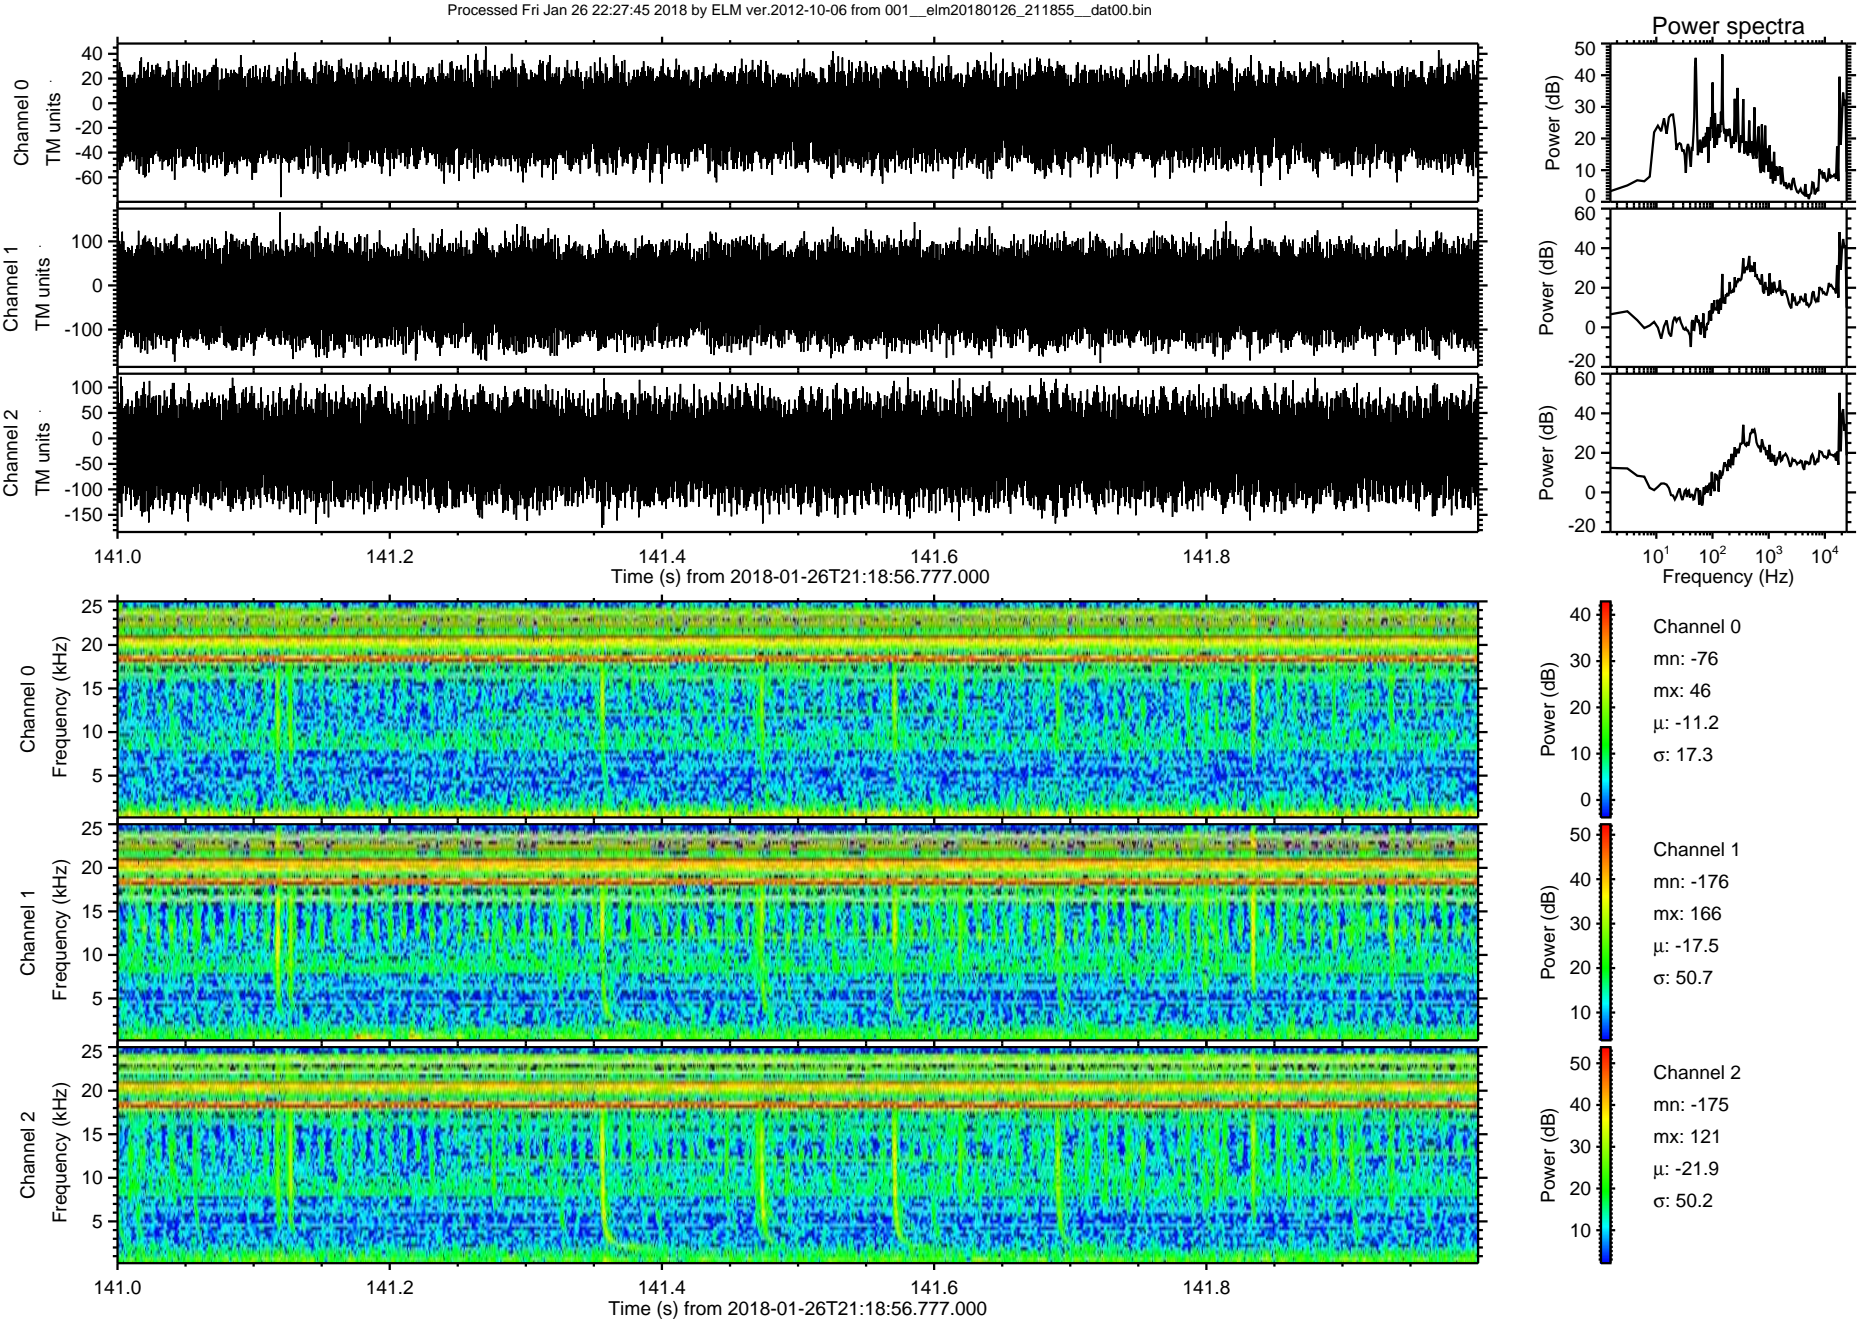 Processed Fri Jan 26 22:27:45 2018 by ELM ver.2012-10-06 from 001__elm20180126_211855__dat00.bin
Power spectra
Channel 0
TM units
40
20
0
-20
-40
-60
Power (dB)
50
40
30
20
10
0
Channel 1
TM units
100
0
-100
Power (dB)
60
40
20
0
-20
Channel 2
TM units
100
50
0
-50
-100
-150
Power (dB)
60
40
20
0
-20
141.0 141.2 141.4 141.6 141.8
Time (s) from 2018-01-26T21:18:56.777.000
10¹ 10² 10³ 10⁴
Frequency (Hz)
Channel 0
Frequency (kHz)
25
20
15
10
5
Power (dB)
40
30
20
10
0
Channel 0
mn: -76
mx: 46
μ: -11.2
σ: 17.3
Channel 1
Frequency (kHz)
25
20
15
10
5
Power (dB)
50
40
30
20
10
Channel 1
mn: -176
mx: 166
μ: -17.5
σ: 50.7
Channel 2
Frequency (kHz)
25
20
15
10
5
Power (dB)
50
40
30
20
10
Channel 2
mn: -175
mx: 121
μ: -21.9
σ: 50.2
141.0 141.2 141.4 141.6 141.8
Time (s) from 2018-01-26T21:18:56.777.000